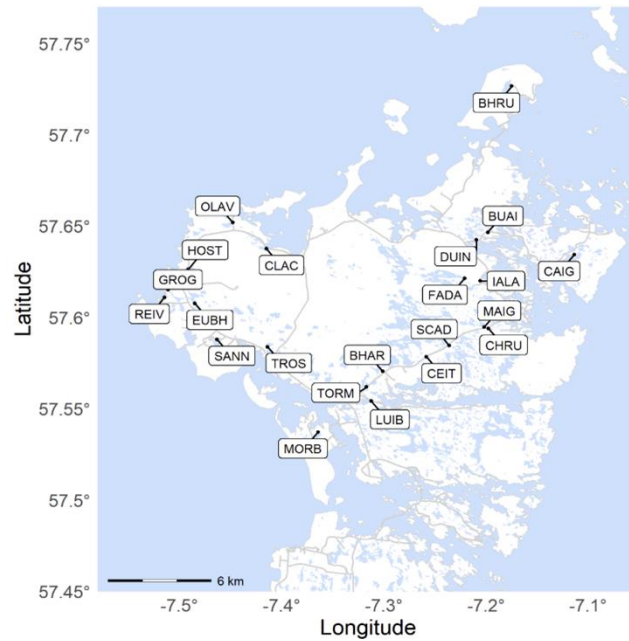 57.75°
57.7°
57.65°
57.6°
57.55°
57.5°
57.45°
Latitude
BHRU
OLAV
BUAI
HOST
CLAC
DUIN
CAIG
GROG
IALA
FADA
REIV
EUBH
MAIG
SCAD
CHRU
SANN
TROS
BHAR
CEIT
TORM
LUIB
MORB
6 km
-7.5° -7.4° -7.3° -7.2° -7.1°
Longitude